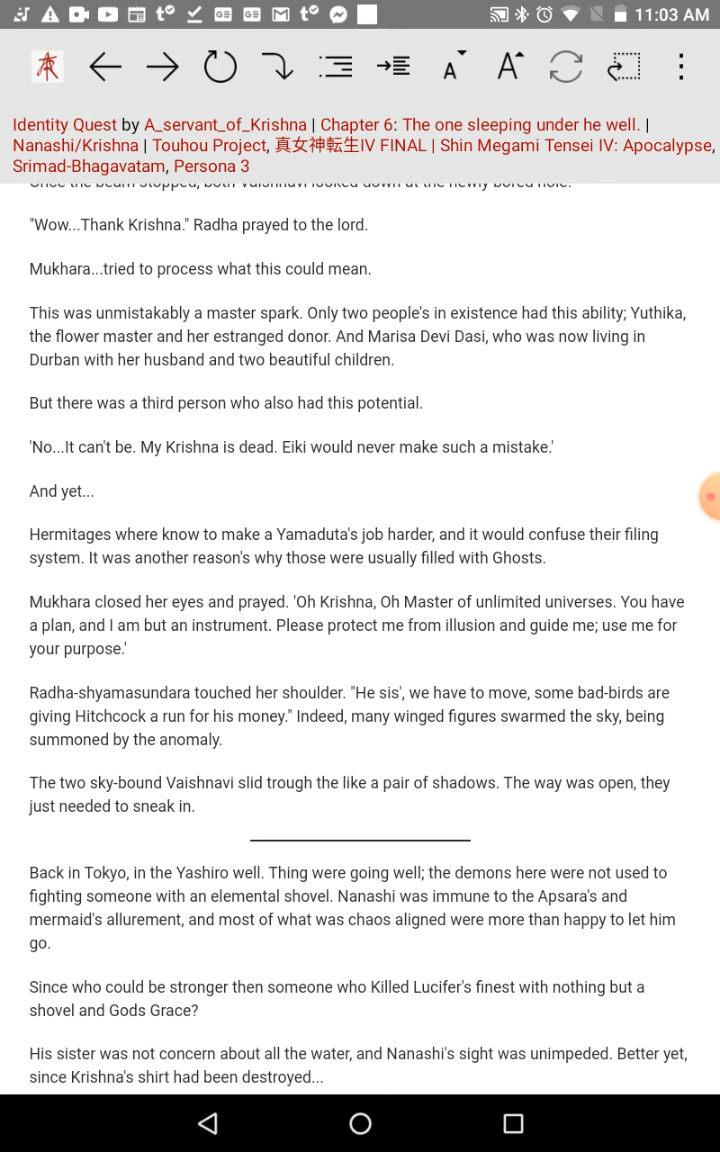 11:03 AM
Identity Quest by A_servant_of_Krishna | Chapter 6: The one sleeping under he well. |
Nanashi/Krishna | Touhou Project, 真女神転生IV FINAL | Shin Megami Tensei IV: Apocalypse,
Srimad-Bhagavatam, Persona 3
Once the beam stopped, both Vaishnavi looked down at the newly bored hole.
"Wow...Thank Krishna." Radha prayed to the lord.
Mukhara...tried to process what this could mean.
This was unmistakably a master spark. Only two people's in existence had this ability; Yuthika,
the flower master and her estranged donor. And Marisa Devi Dasi, who was now living in
Durban with her husband and two beautiful children.
But there was a third person who also had this potential.
'No...It can't be. My Krishna is dead. Eiki would never make such a mistake.'
And yet...
Hermitages where know to make a Yamaduta's job harder, and it would confuse their filing
system. It was another reason's why those were usually filled with Ghosts.
Mukhara closed her eyes and prayed. 'Oh Krishna, Oh Master of unlimited universes. You have
a plan, and I am but an instrument. Please protect me from illusion and guide me; use me for
your purpose.'
Radha-shyamasundara touched her shoulder. "He sis', we have to move, some bad-birds are
giving Hitchcock a run for his money." Indeed, many winged figures swarmed the sky, being
summoned by the anomaly.
The two sky-bound Vaishnavi slid trough the like a pair of shadows. The way was open, they
just needed to sneak in.
Back in Tokyo, in the Yashiro well. Thing were going well; the demons here were not used to
fighting someone with an elemental shovel. Nanashi was immune to the Apsara's and
mermaid's allurement, and most of what was chaos aligned were more than happy to let him
go.
Since who could be stronger then someone who Killed Lucifer's finest with nothing but a
shovel and Gods Grace?
His sister was not concern about all the water, and Nanashi's sight was unimpeded. Better yet,
since Krishna's shirt had been destroyed...